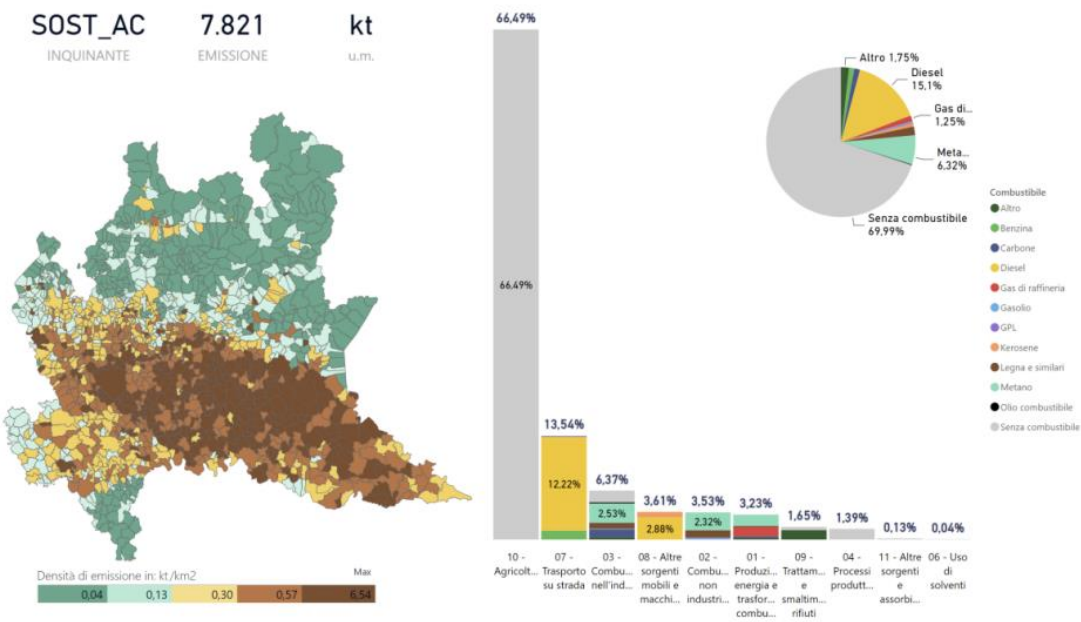 SOST_AC 7.821 kt
INQUINANTE EMISSIONE u.m.
Densità di emissione in: kt/km2 Max
0,04 0,13 0,30 0,57 6,54
66,49%
66,49%
13,54%
12,22%
6,37%
2,53%
3,61%
2,88%
3,53%
2,32%
3,23%
1,65%
1,39%
0,13%
0,04%
10 -
Agricolt...
07 -
Trasporto
su strada
03 -
Combu...
nell'ind...
08 - Altre
sorgenti
mobili e
macchi...
02 -
Combu...
non
industri...
01 -
Produzi...
energia e
trasfor...
combu...
09 -
Trattam...
e
smaltim...
rifiuti
04 -
Processi
produtt...
11 - Altre
sorgenti
e
assorbi...
06 - Uso
di
solventi
Altro 1,75%
Diesel
15,1%
Gas di...
1,25%
Meta...
6,32%
Senza combustibile
69,99%
Combustibile
Altro
Benzina
Carbone
Diesel
Gas di raffineria
Gasolio
GPL
Kerosene
Legna e similari
Metano
Olio combustibile
Senza combustibile